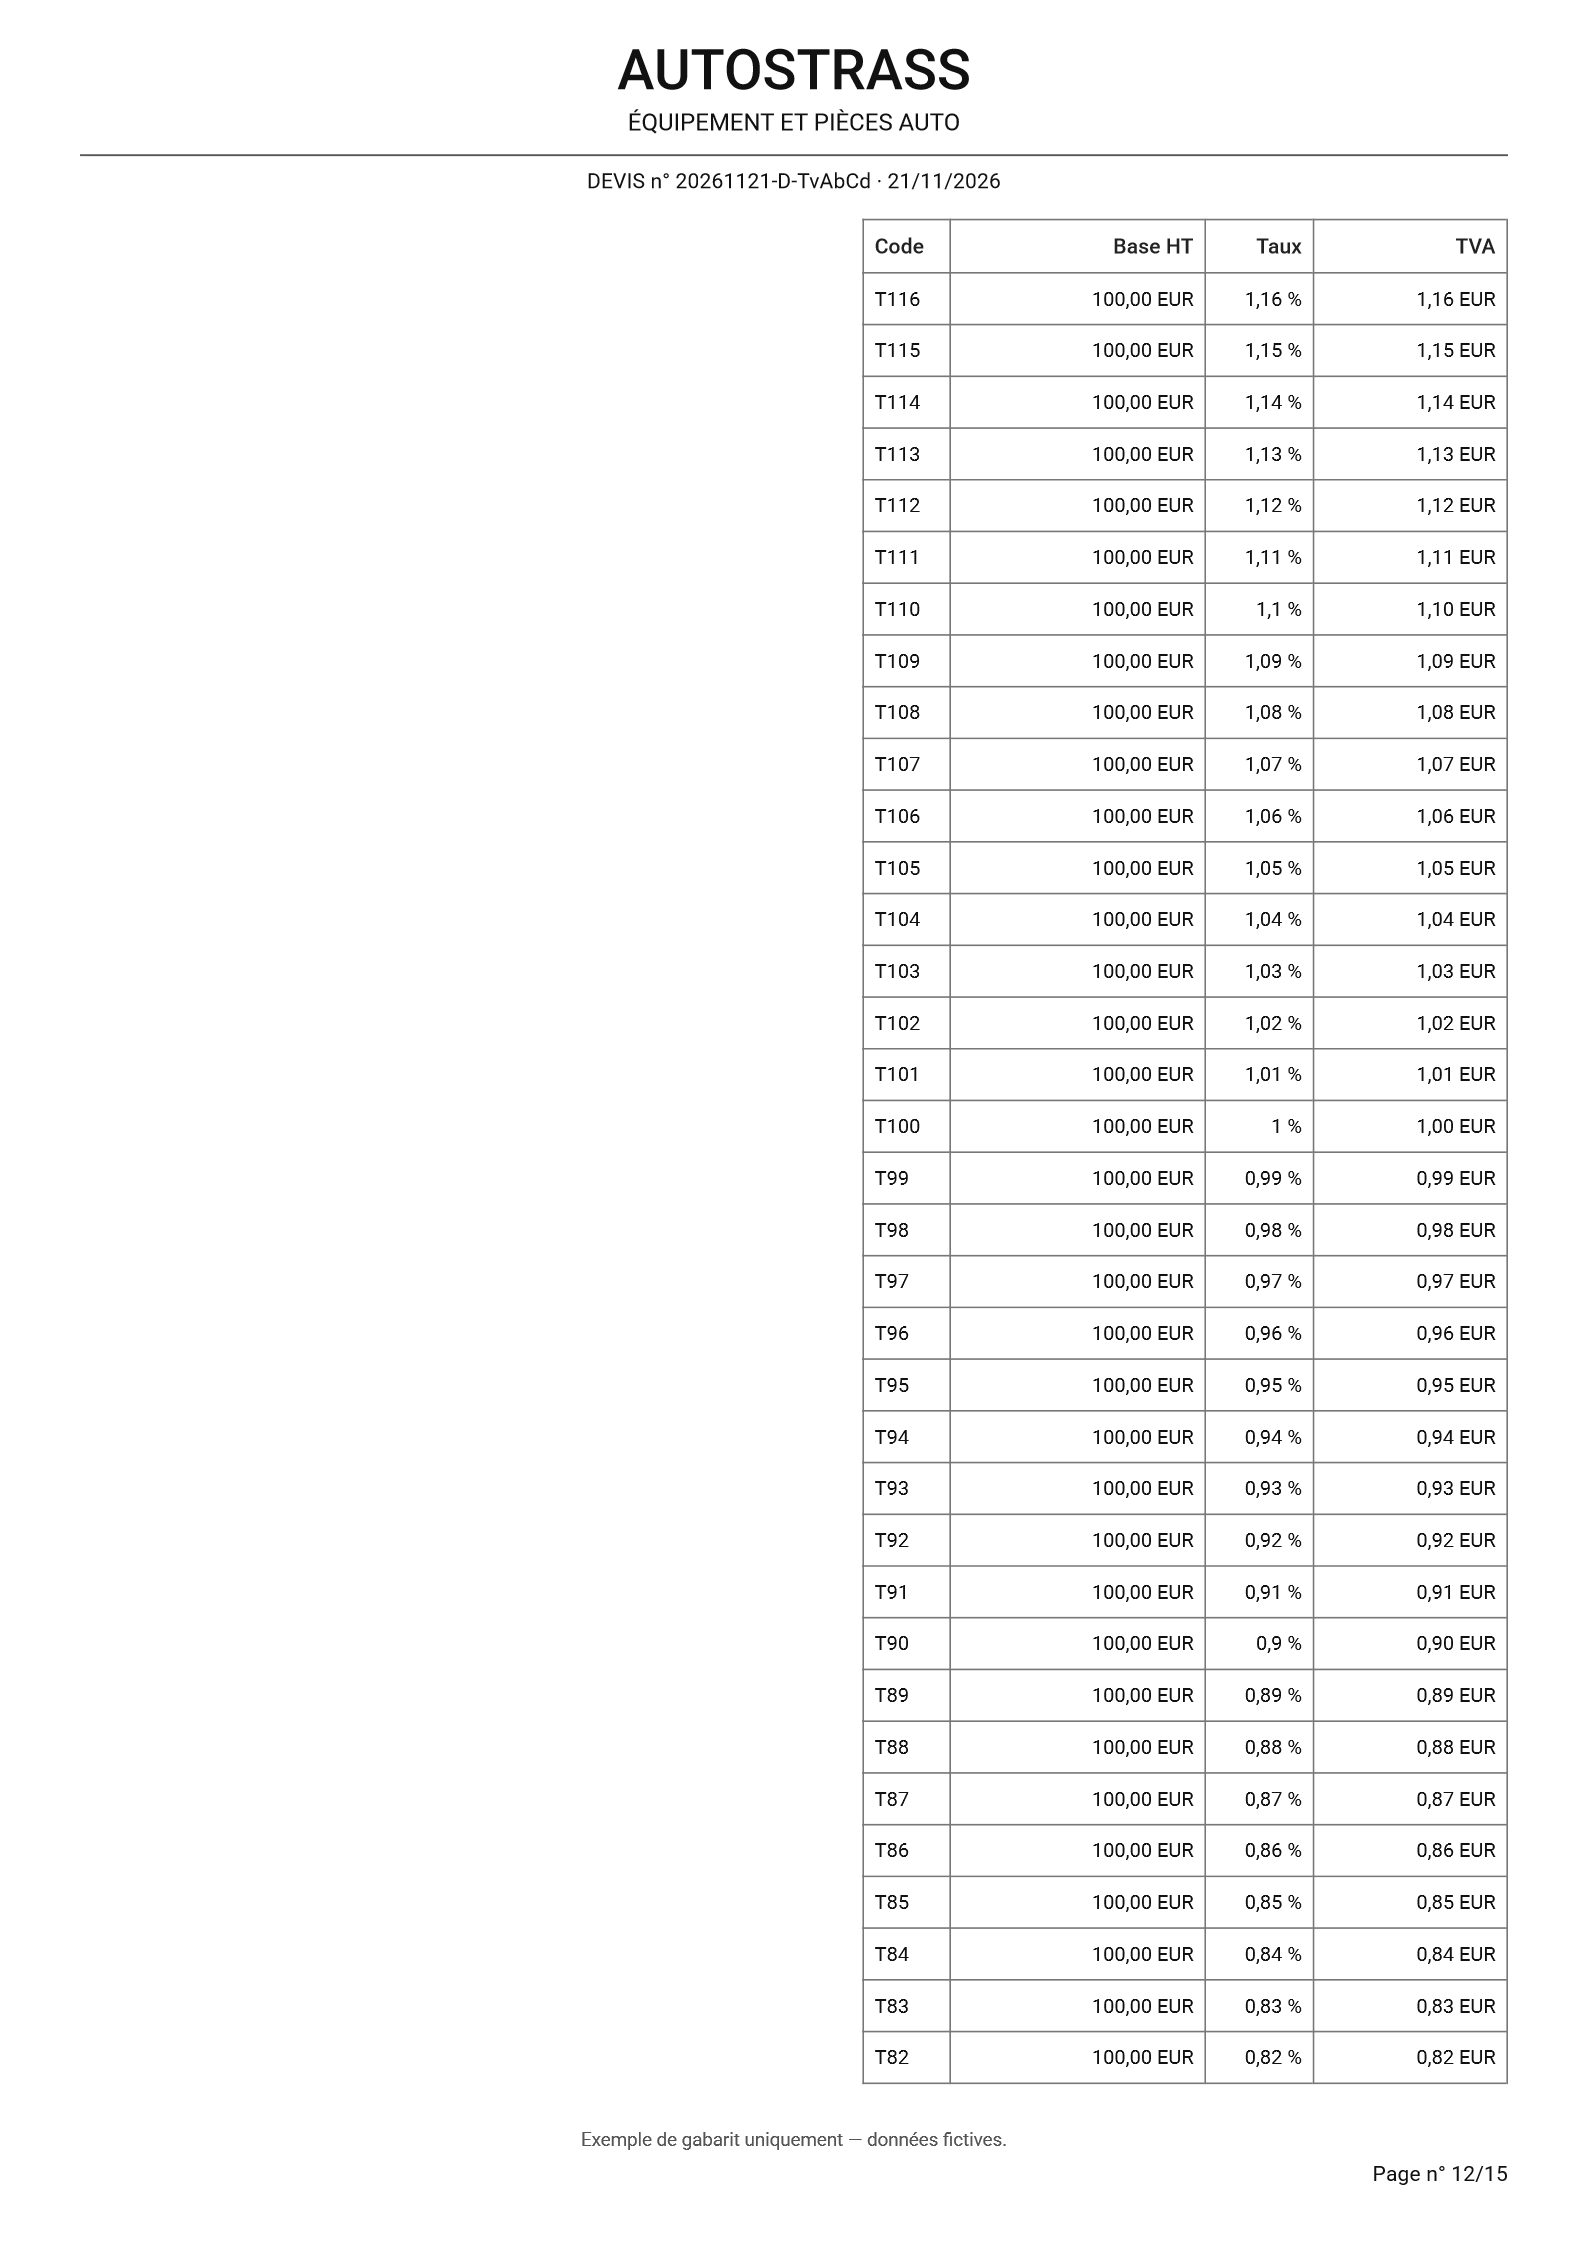 AUTOSTRASS
ÉQUIPEMENT ET PIÈCES AUTO
DEVIS n° 20261121-D-TvAbCd · 21/11/2026
Code Base HT Taux TVA
T116 100,00 EUR 1,16 % 1,16 EUR
T115 100,00 EUR 1,15 % 1,15 EUR
T114 100,00 EUR 1,14 % 1,14 EUR
T113 100,00 EUR 1,13 % 1,13 EUR
T112 100,00 EUR 1,12 % 1,12 EUR
T111 100,00 EUR 1,11 % 1,11 EUR
T110 100,00 EUR 1,1 % 1,10 EUR
T109 100,00 EUR 1,09 % 1,09 EUR
T108 100,00 EUR 1,08 % 1,08 EUR
T107 100,00 EUR 1,07 % 1,07 EUR
T106 100,00 EUR 1,06 % 1,06 EUR
T105 100,00 EUR 1,05 % 1,05 EUR
T104 100,00 EUR 1,04 % 1,04 EUR
T103 100,00 EUR 1,03 % 1,03 EUR
T102 100,00 EUR 1,02 % 1,02 EUR
T101 100,00 EUR 1,01 % 1,01 EUR
T100 100,00 EUR 1 % 1,00 EUR
T99 100,00 EUR 0,99 % 0,99 EUR
T98 100,00 EUR 0,98 % 0,98 EUR
T97 100,00 EUR 0,97 % 0,97 EUR
T96 100,00 EUR 0,96 % 0,96 EUR
T95 100,00 EUR 0,95 % 0,95 EUR
T94 100,00 EUR 0,94 % 0,94 EUR
T93 100,00 EUR 0,93 % 0,93 EUR
T92 100,00 EUR 0,92 % 0,92 EUR
T91 100,00 EUR 0,91 % 0,91 EUR
T90 100,00 EUR 0,9 % 0,90 EUR
T89 100,00 EUR 0,89 % 0,89 EUR
T88 100,00 EUR 0,88 % 0,88 EUR
T87 100,00 EUR 0,87 % 0,87 EUR
T86 100,00 EUR 0,86 % 0,86 EUR
T85 100,00 EUR 0,85 % 0,85 EUR
T84 100,00 EUR 0,84 % 0,84 EUR
T83 100,00 EUR 0,83 % 0,83 EUR
T82 100,00 EUR 0,82 % 0,82 EUR
Exemple de gabarit uniquement — données fictives.
Page n° 12/15